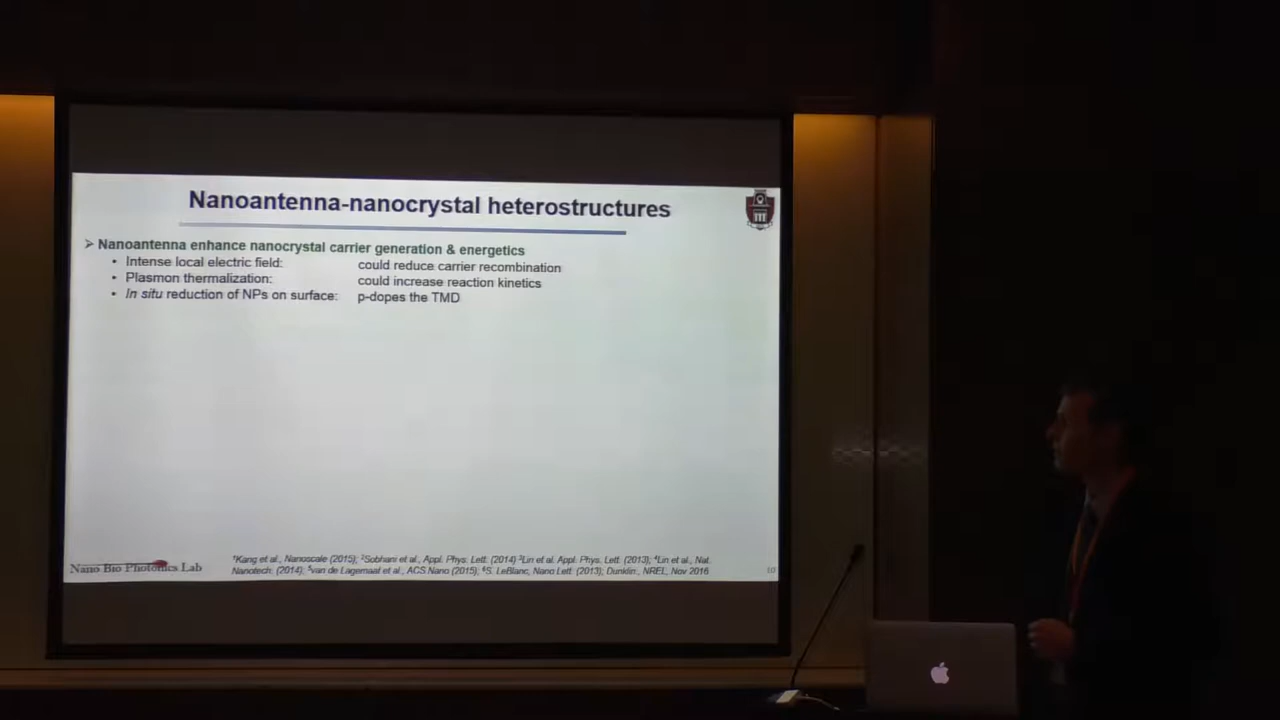 Nanoantenna-nanocrystal heterostructures
➢ Nanoantenna enhance nanocrystal carrier generation & energetics
• Intense local electric field: could reduce carrier recombination
• Plasmon thermalization: could increase reaction kinetics
• In situ reduction of NPs on surface: p-dopes the TMD
¹Kang et al., Nanoscale (2015); ²Sobhani et al., Appl. Phys. Lett. (2014) ³Lin et al. Appl. Phys. Lett. (2013); ⁴Lin et al., Nat.
Nanotech. (2014); ⁵van de Lagemaat et al., ACS Nano (2015); ⁶S. LeBlanc, Nano Lett. (2013); Dunklin, NREL, Nov 2016
Nano Bio Photonics Lab
10